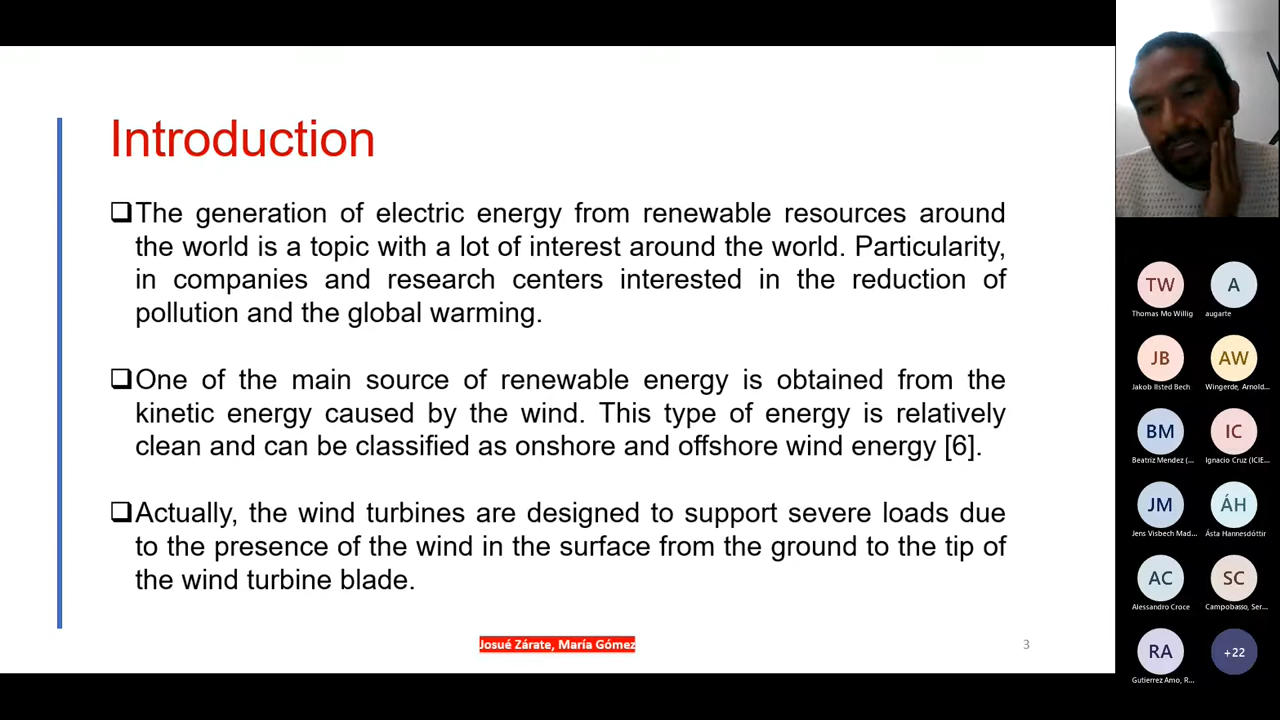 Introduction
❑The generation of electric energy from renewable resources around
the world is a topic with a lot of interest around the world. Particularity,
in companies and research centers interested in the reduction of
pollution and the global warming.
❑One of the main source of renewable energy is obtained from the
kinetic energy caused by the wind. This type of energy is relatively
clean and can be classified as onshore and offshore wind energy [6].
❑Actually, the wind turbines are designed to support severe loads due
to the presence of the wind in the surface from the ground to the tip of
the wind turbine blade.
Josué Zárate, María Gómez
3
TW
A
Thomas Mo Willig
augarte
JB
AW
Jakob Ilsted Bech
Wingerde, Arnold...
BM
IC
Beatriz Mendez (...
Ignacio Cruz (CIE...
JM
ÁH
Jens Visbech Mad...
Ásta Hannesdóttir
AC
SC
Alessandro Croce
Campobasso, Ser...
RA
+22
Gutierrez Amo, R...